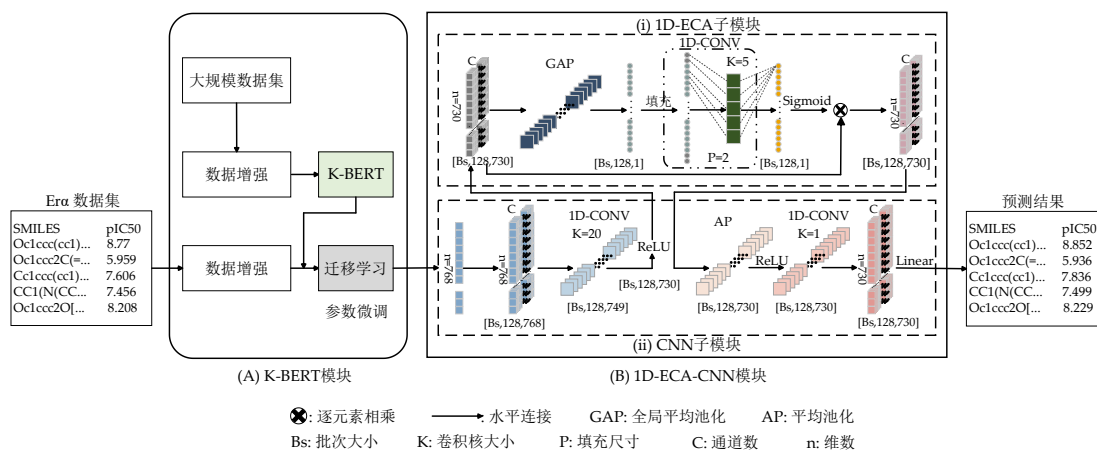 (i) 1D-ECA子模块
1D-CONV
C
GAP
K=5
C
大规模数据集
n=730
填充
Sigmoid
n=730
P=2
[Bs,128,730]
[Bs,128,1]
[Bs,128,1]
[Bs,128,730]
数据增强
K-BERT
Erα 数据集
SMILES pIC50
Oc1ccc(cc1)... 8.77
Oc1ccc2C(=... 5.959
Cc1ccc(cc1)... 7.606
CC1(N(CC... 7.456
Oc1ccc2O[... 8.208
数据增强
迁移学习
参数微调
C
1D-CONV
K=20
ReLU
AP
1D-CONV
K=1
ReLU
C
n=768
n=768
n=730
Linear
[Bs,128,768]
[Bs,128,749]
[Bs,128,730]
[Bs,128,730]
[Bs,128,730]
[Bs,128,730]
(ii) CNN子模块
预测结果
SMILES pIC50
Oc1ccc(cc1)... 8.852
Oc1ccc2C(=... 5.936
Cc1ccc(cc1)... 7.836
CC1(N(CC... 7.499
Oc1ccc2O[... 8.229
(A) K-BERT模块
(B) 1D-ECA-CNN模块
: 逐元素相乘 : 水平连接 GAP: 全局平均池化 AP: 平均池化
Bs: 批次大小 K: 卷积核大小 P: 填充尺寸 C: 通道数 n: 维数